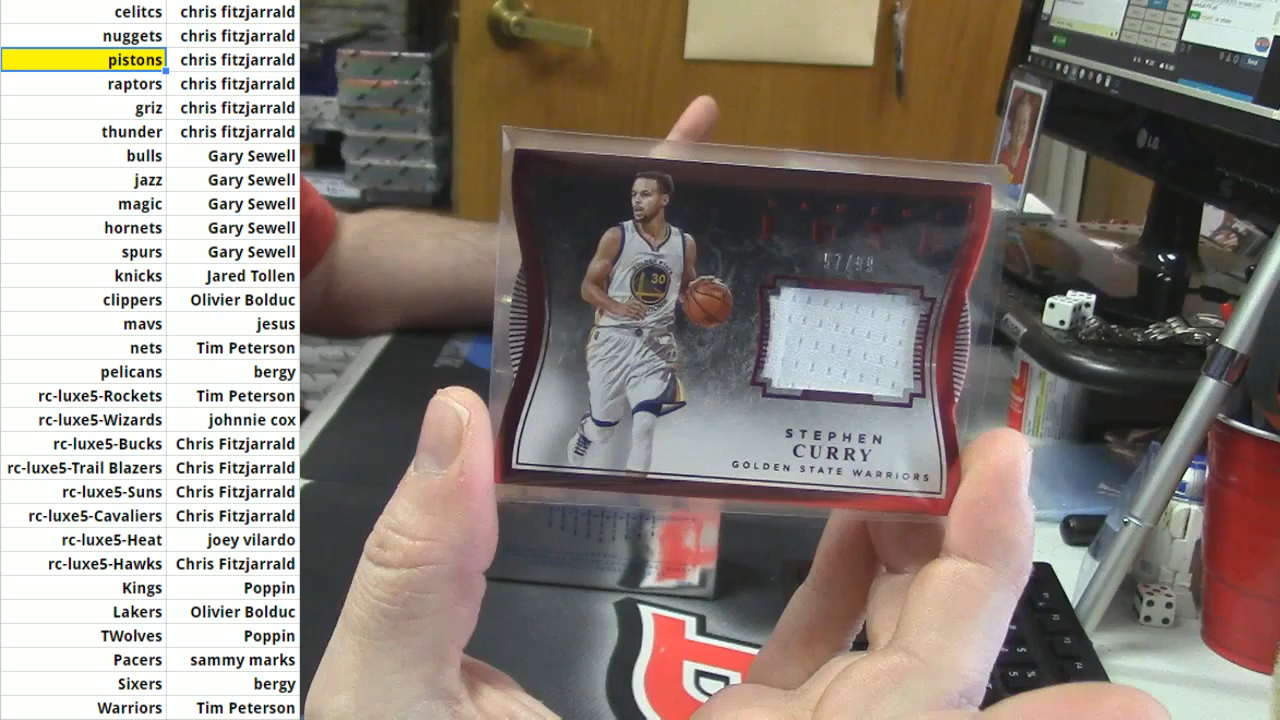 celitcs chris fitzjarrald
nuggets chris fitzjarrald
pistons chris fitzjarrald
raptors chris fitzjarrald
griz chris fitzjarrald
thunder chris fitzjarrald
bulls Gary Sewell
jazz Gary Sewell
magic Gary Sewell
hornets Gary Sewell
spurs Gary Sewell
knicks Jared Tollen
clippers Olivier Bolduc
mavs jesus
nets Tim Peterson
pelicans bergy
rc-luxe5-Rockets Tim Peterson
rc-luxe5-Wizards johnnie cox
rc-luxe5-Bucks Chris Fitzjarrald
rc-luxe5-Trail Blazers Chris Fitzjarrald
rc-luxe5-Suns Chris Fitzjarrald
rc-luxe5-Cavaliers Chris Fitzjarrald
rc-luxe5-Heat joey vilardo
rc-luxe5-Hawks Chris Fitzjarrald
Kings Poppin
Lakers Olivier Bolduc
TWolves Poppin
Pacers sammy marks
Sixers bergy
Warriors Tim Peterson
57/99
30
STEPHEN
CURRY
GOLDEN STATE WARRIORS
LG